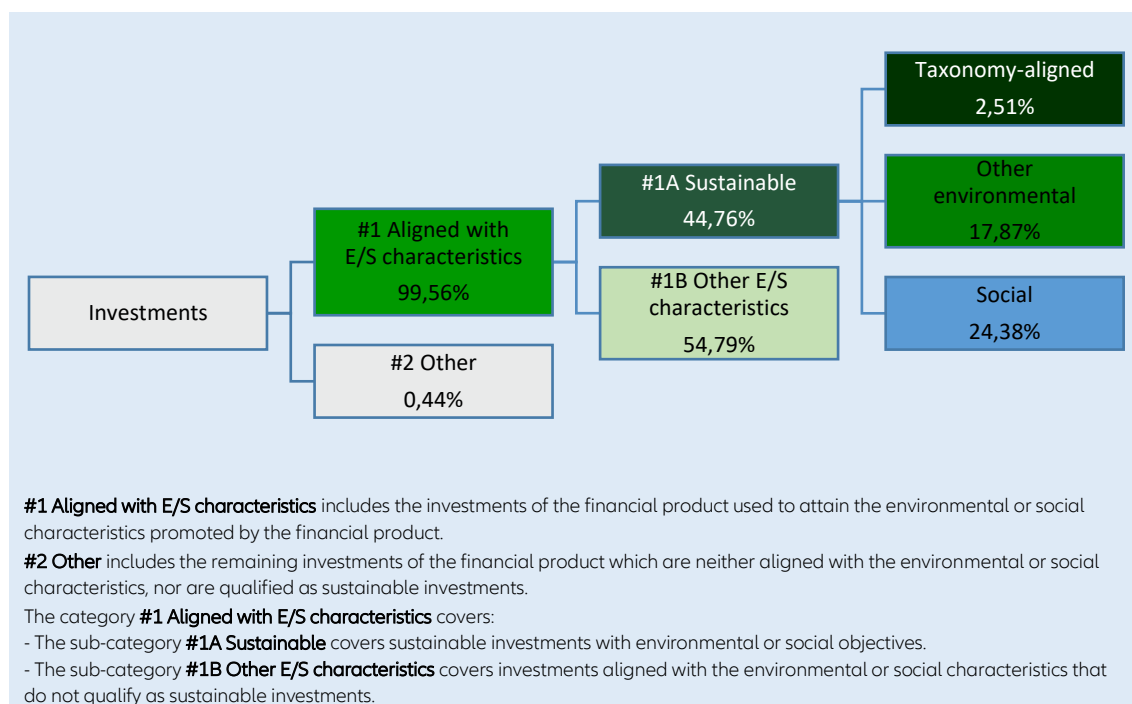 Investments
#1 Aligned with
E/S characteristics
99,56%
#2 Other
0,44%
#1A Sustainable
44,76%
#1B Other E/S
characteristics
54,79%
Taxonomy-aligned
2,51%
Other
environmental
17,87%
Social
24,38%
#1 Aligned with E/S characteristics includes the investments of the financial product used to attain the environmental or social
characteristics promoted by the financial product.
#2 Other includes the remaining investments of the financial product which are neither aligned with the environmental or social
characteristics, nor are qualified as sustainable investments.
The category #1 Aligned with E/S characteristics covers:
- The sub-category #1A Sustainable covers sustainable investments with environmental or social objectives.
- The sub-category #1B Other E/S characteristics covers investments aligned with the environmental or social characteristics that
do not qualify as sustainable investments.